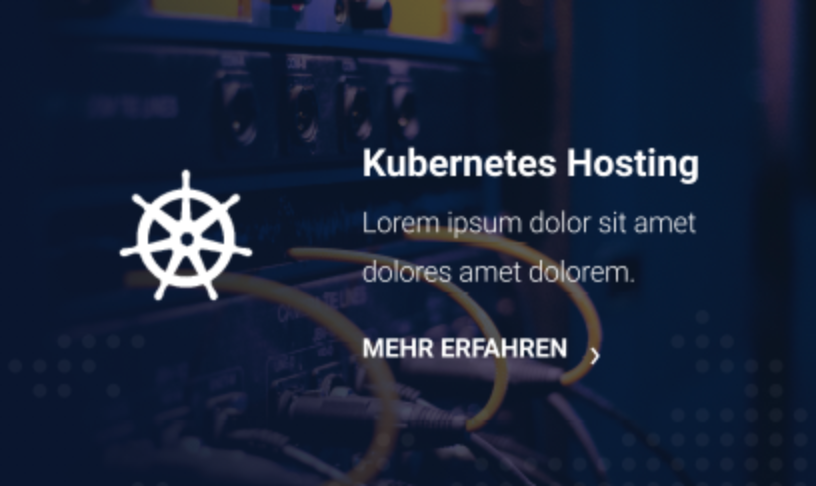 Kubernetes Hosting
Lorem ipsum dolor sit amet
dolores amet dolorem.
MEHR ERFAHREN ›